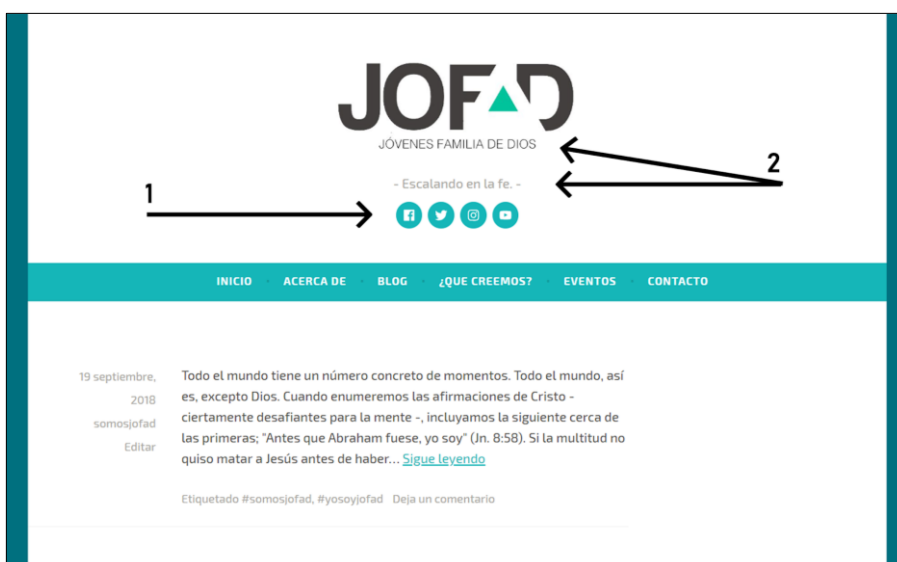 JOFAD
JÓVENES FAMILIA DE DIOS
2
- Escalando en la fe. -
1
INICIO · ACERCA DE · BLOG · ¿QUE CREEMOS? · EVENTOS · CONTACTO
19 septiembre,
2018
somosjofad
Editar
Todo el mundo tiene un número concreto de momentos. Todo el mundo, así
es, excepto Dios. Cuando enumeremos las afirmaciones de Cristo -
ciertamente desafiantes para la mente -, incluyamos la siguiente cerca de
las primeras; "Antes que Abraham fuese, yo soy" (Jn. 8:58). Si la multitud no
quiso matar a Jesús antes de haber… Sigue leyendo
Etiquetado #somosjofad, #yosoyjofad Deja un comentario